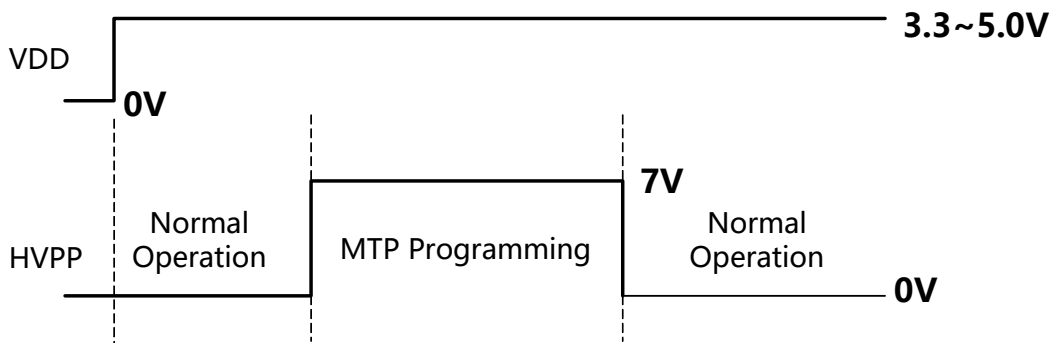 3.3~5.0V
VDD
0V
7V
Normal
Operation
MTP Programming
Normal
Operation
HVPP
0V